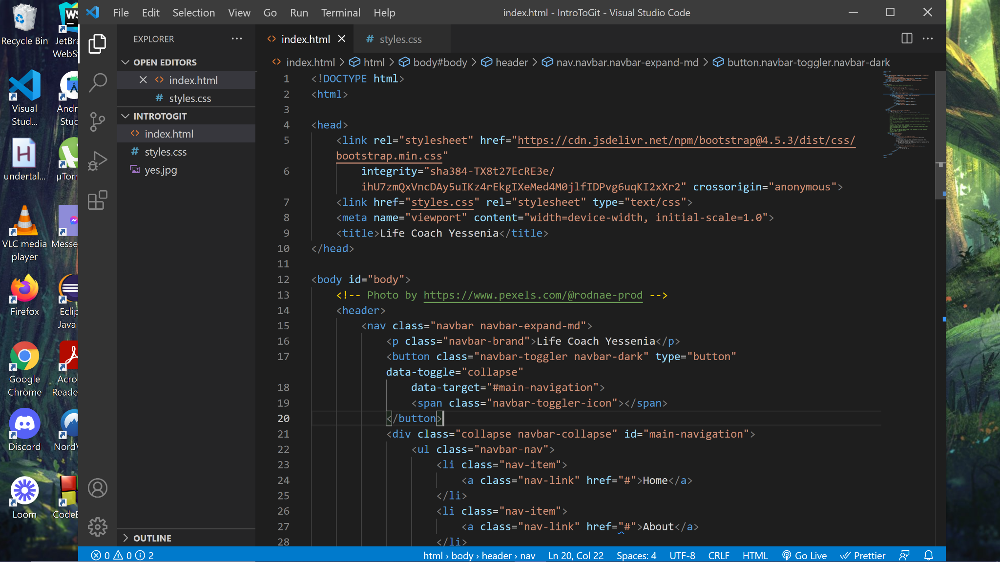 File Edit Selection View Go Run Terminal Help
index.html - IntroToGit - Visual Studio Code
EXPLORER
OPEN EDITORS
index.html
styles.css
INTROTOGIT
index.html
styles.css
yes.jpg
OUTLINE
index.html
styles.css
index.html > html > body#body > header > nav.navbar.navbar-expand-md > button.navbar-toggler.navbar-dark
1 <!DOCTYPE html>
2 <html>
3
4 <head>
5 <link rel="stylesheet" href="https://cdn.jsdelivr.net/npm/bootstrap@4.5.3/dist/css/
bootstrap.min.css"
6 integrity="sha384-TX8t27EcRE3e/
ihU7zmQxVncDAy5uIKz4rEkgIXeMed4M0jlfIDPvg6uqKI2xXr2" crossorigin="anonymous">
7 <link href="styles.css" rel="stylesheet" type="text/css">
8 <meta name="viewport" content="width=device-width, initial-scale=1.0">
9 <title>Life Coach Yessenia</title>
10 </head>
11
12 <body id="body">
13 <!-- Photo by https://www.pexels.com/@rodnae-prod -->
14 <header>
15 <nav class="navbar navbar-expand-md">
16 <p class="navbar-brand">Life Coach Yessenia</p>
17 <button class="navbar-toggler navbar-dark" type="button"
data-toggle="collapse"
18 data-target="#main-navigation">
19 <span class="navbar-toggler-icon"></span>
20 </button>
21 <div class="collapse navbar-collapse" id="main-navigation">
22 <ul class="navbar-nav">
23 <li class="nav-item">
24 <a class="nav-link" href="#">Home</a>
25 </li>
26 <li class="nav-item">
27 <a class="nav-link" href="#">About</a>
28 </li>
0 0 2
html › body › header › nav
Ln 20, Col 22
Spaces: 4
UTF-8
CRLF
HTML
Go Live
Prettier
Recycle Bin
JetBra
WebSt
WS
Visual
Stud...
Andr
Stud
undertal...
µTorr
VLC media
player
Messe
Firefox
Eclip
Java
Google
Chrome
Acro
Reade
Discord
NordV
Loom
CodeB